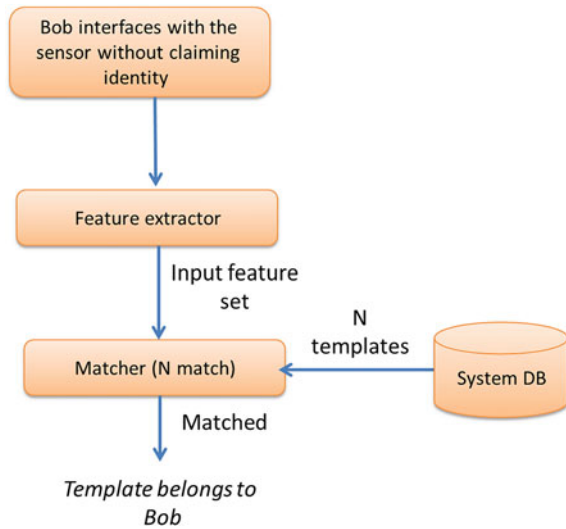 Bob interfaces with the
sensor without claiming
identity
Feature extractor
Input feature
set
N
templates
Matcher (N match)
System DB
Matched
Template belongs to
Bob